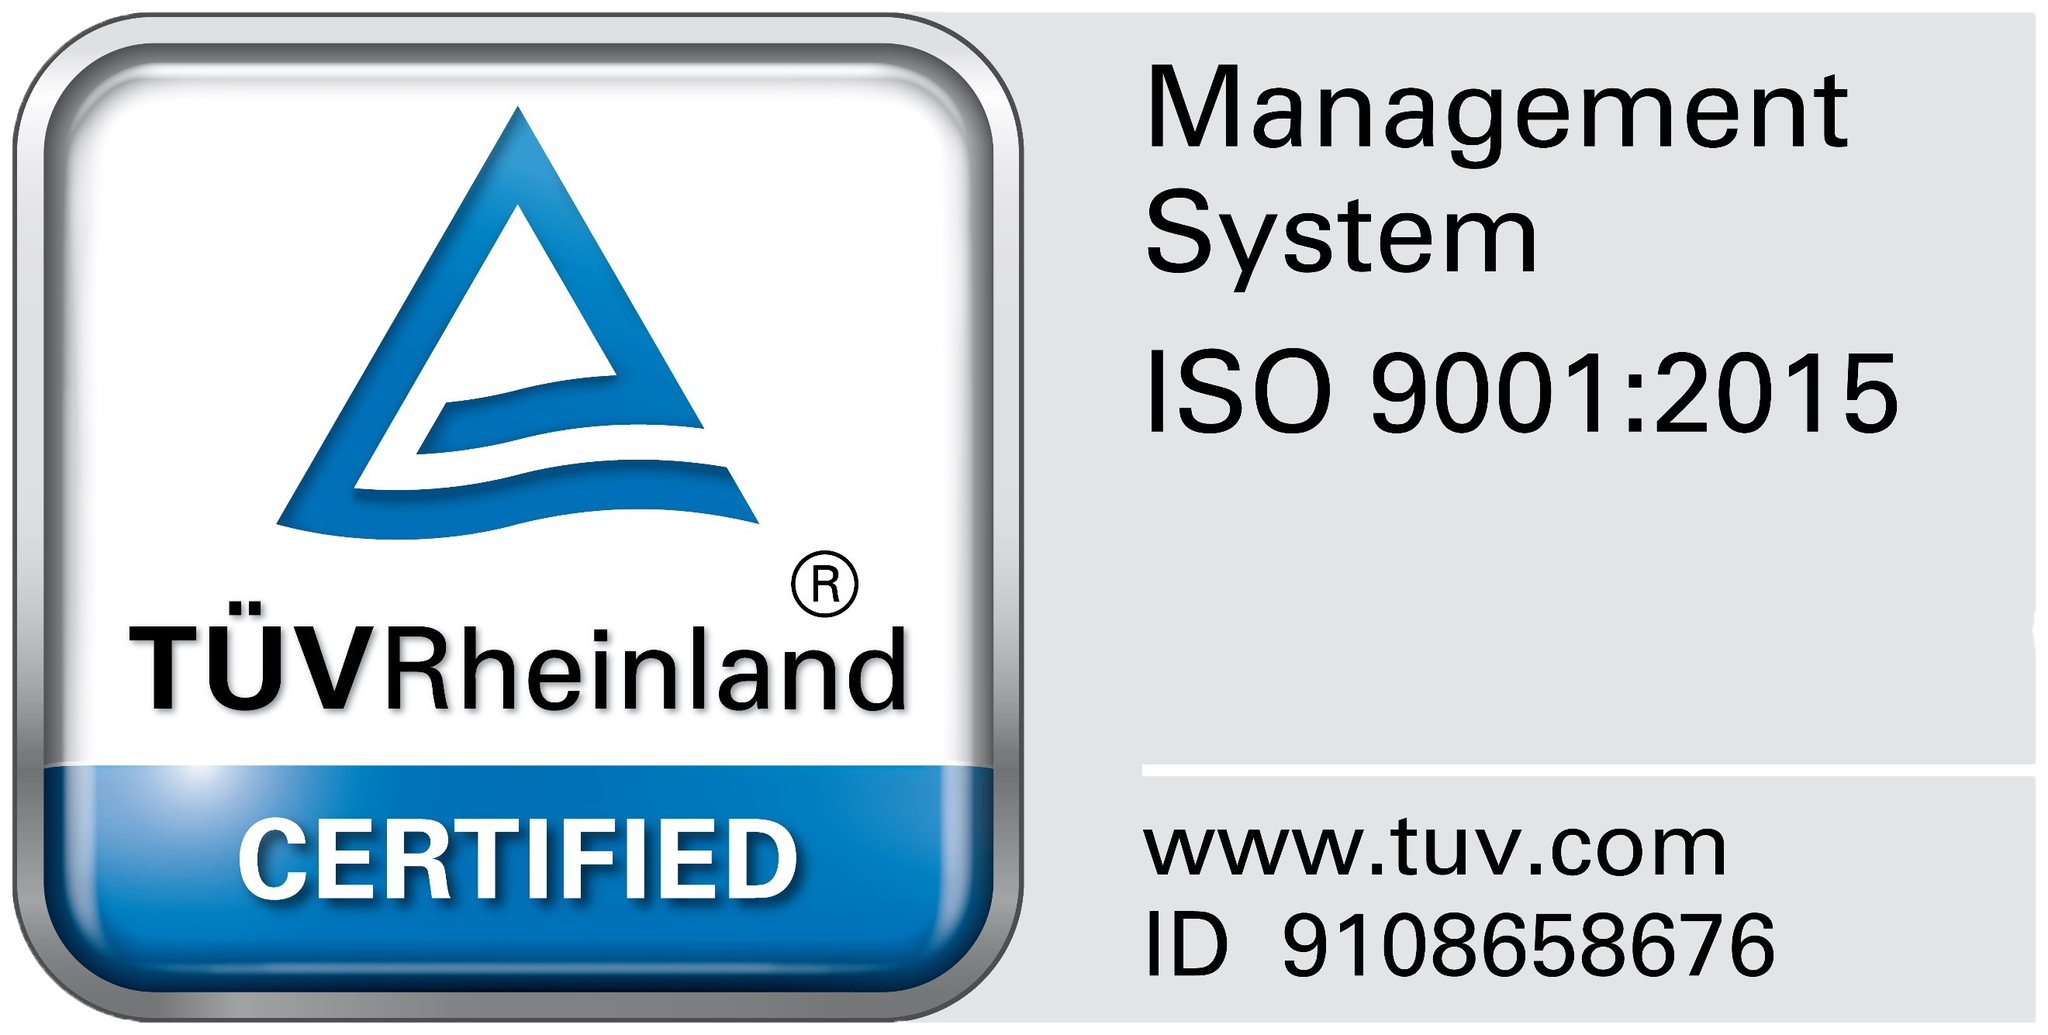 ®
TÜVRheinland
CERTIFIED
Management
System
ISO 9001:2015
www.tuv.com
ID 9108658676